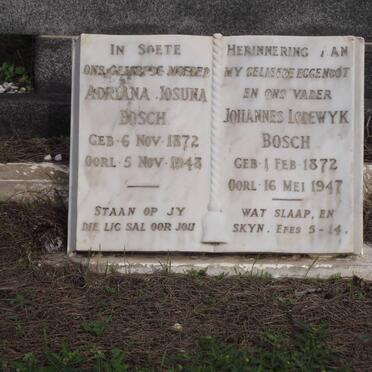 IN SOETE
ONS GELIEFDE MOEDER
ADRIANA JOSUHA
BOSCH
GEB 6 NOV 1872
OORL 5 NOV 1943
STAAN OP JY
DIE LIG SAL OOR JOU
HERINNERING AAN
MY GELIEFDE EGGENOOT
EN ONS VADER
JOHANNES LODEWYK
BOSCH
GEB 1 FEB 1872
OORL 16 MEI 1947
WAT SLAAP, EN
SKYN. EFES 5-14.